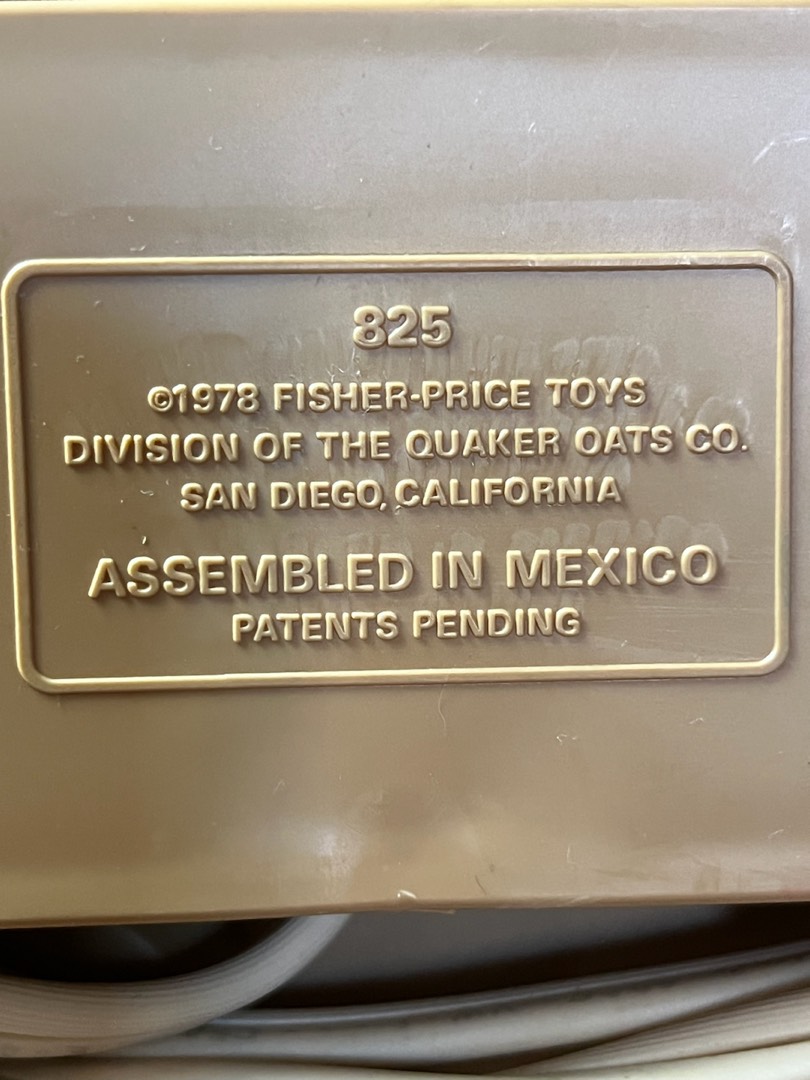 825
©1978 FISHER-PRICE TOYS
DIVISION OF THE QUAKER OATS CO.
SAN DIEGO, CALIFORNIA
ASSEMBLED IN MEXICO
PATENTS PENDING